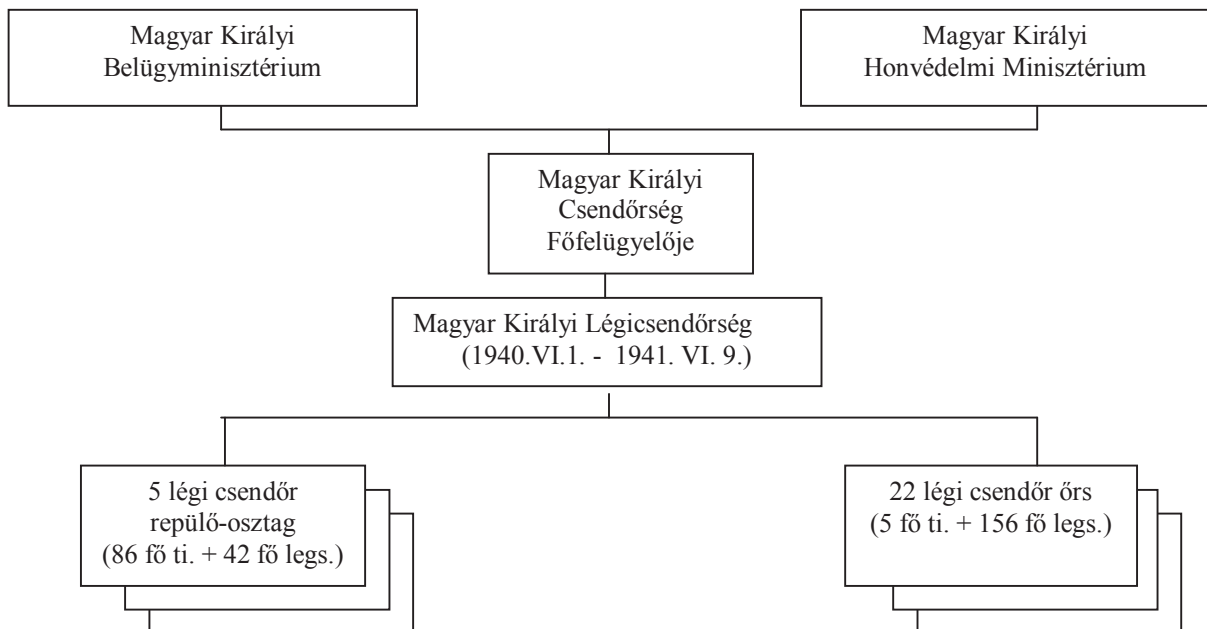 Magyar Királyi
Belügyminisztérium
Magyar Királyi
Honvédelmi Minisztérium
Magyar Királyi
Csendőrség
Főfelügyelője
Magyar Királyi Légicsendőrség
(1940.VI.1. - 1941. VI. 9.)
5 légi csendőr
repülő-osztag
(86 fő ti. + 42 fő legs.)
22 légi csendőr őrs
(5 fő ti. + 156 fő legs.)